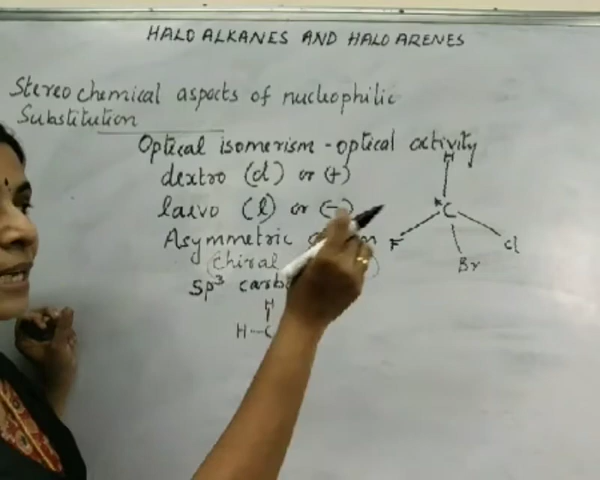 HALO ALKANES AND HALO ARENES
Stereo chemical aspects of nucleophilic
Substitution
Optical isomerism - optical activity
dextro (d) or (+)
laevo (l) or (-)
Asymmetric
(Chiral
sp³
H
*C
F
Cl
Br
H
H-C